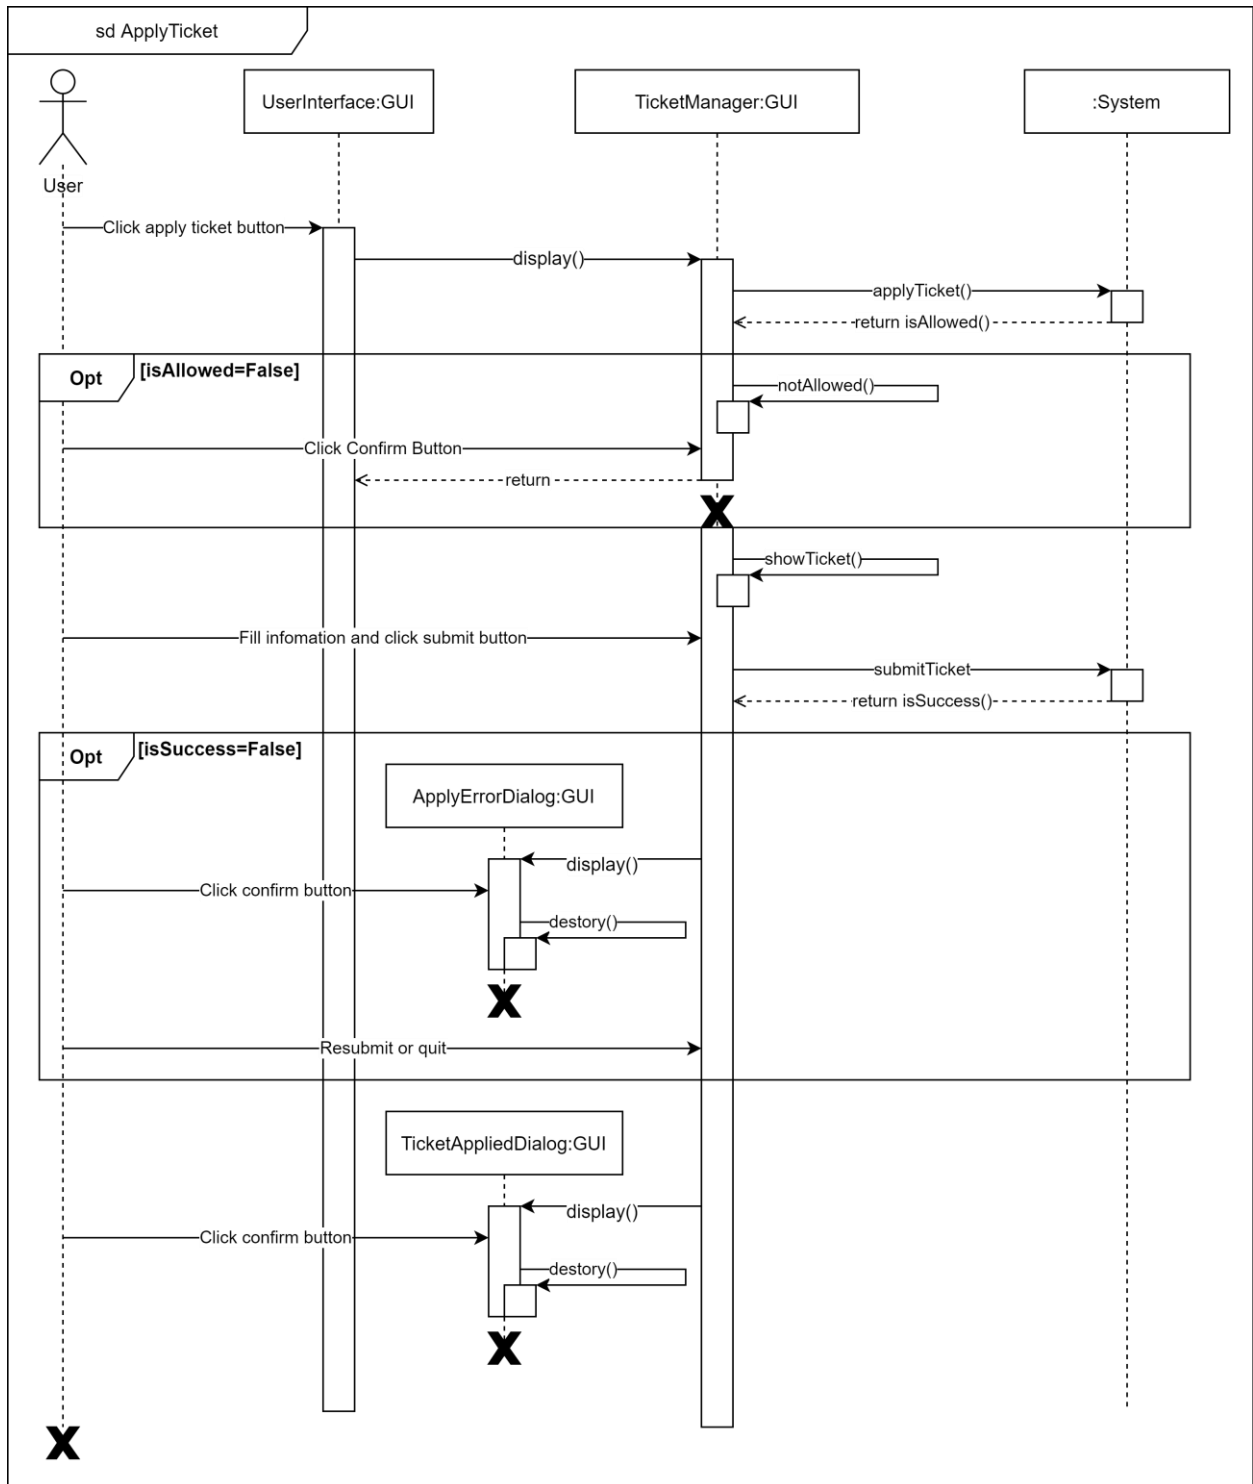 sd ApplyTicket
UserInterface:GUI
TicketManager:GUI
:System
User
Click apply ticket button
display()
applyTicket()
return isAllowed()
Opt
[isAllowed=False]
notAllowed()
Click Confirm Button
return
showTicket()
Fill infomation and click submit button
submitTicket
return isSuccess()
Opt
[isSuccess=False]
ApplyErrorDialog:GUI
display()
Click confirm button
destory()
Resubmit or quit
TicketAppliedDialog:GUI
display()
Click confirm button
destory()